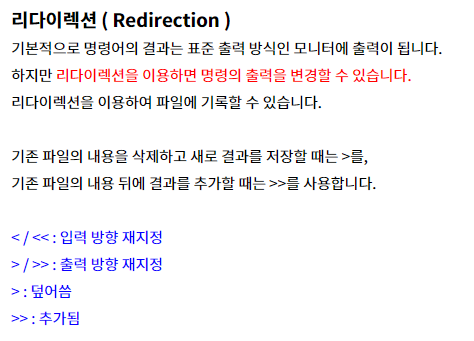 리다이렉션 ( Redirection )
기본적으로 명령어의 결과는 표준 출력 방식인 모니터에 출력이 됩니다.
하지만 리다이렉션을 이용하면 명령의 출력을 변경할 수 있습니다.
리다이렉션을 이용하여 파일에 기록할 수 있습니다.
기존 파일의 내용을 삭제하고 새로 결과를 저장할 때는 >를,
기존 파일의 내용 뒤에 결과를 추가할 때는 >>를 사용합니다.
< / << : 입력 방향 재지정
> / >> : 출력 방향 재지정
> : 덮어씀
>> : 추가됨